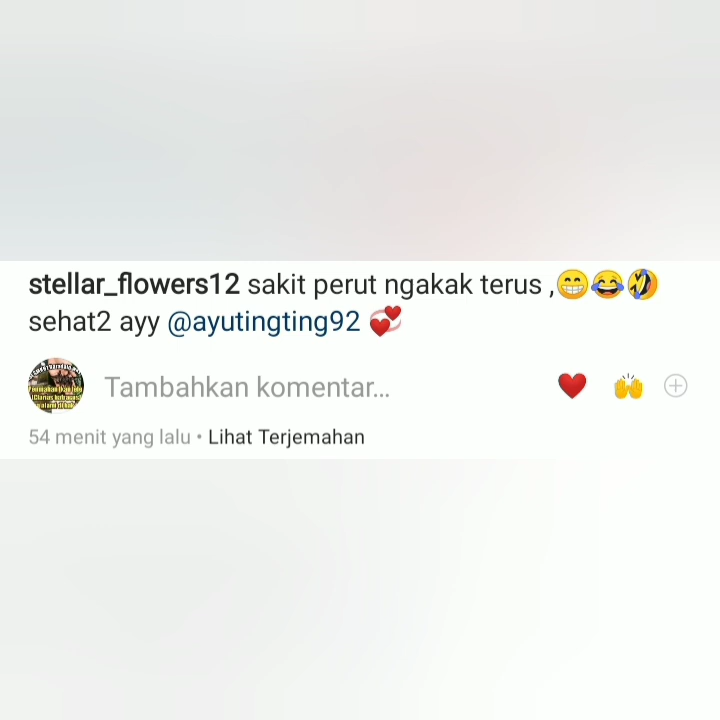 stellar_flowers12 sakit perut ngakak terus ,😁😂🤣
sehat2 ayy @ayutingting92 💞
Tambahkan komentar...
54 menit yang lalu • Lihat Terjemahan